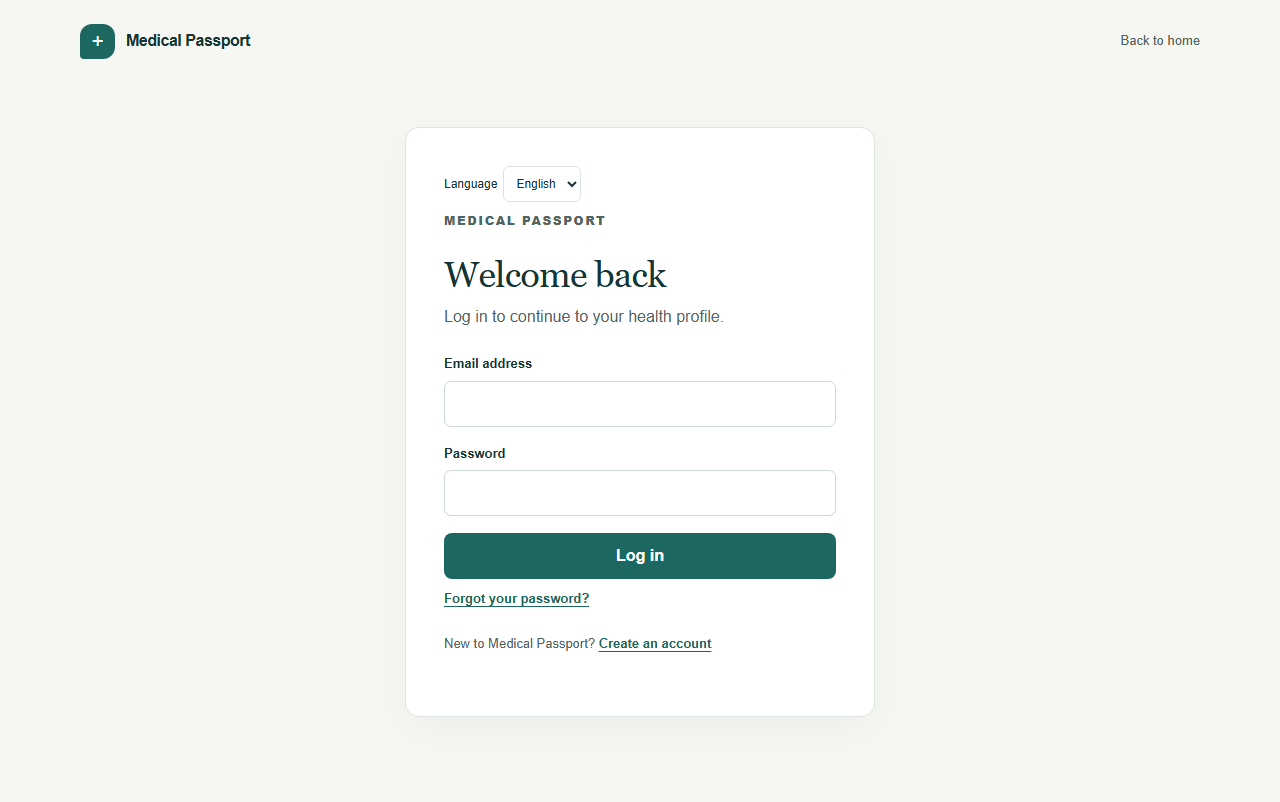 + Medical Passport
Back to home
Language English
MEDICAL PASSPORT
Welcome back
Log in to continue to your health profile.
Email address
Password
Log in
Forgot your password?
New to Medical Passport? Create an account